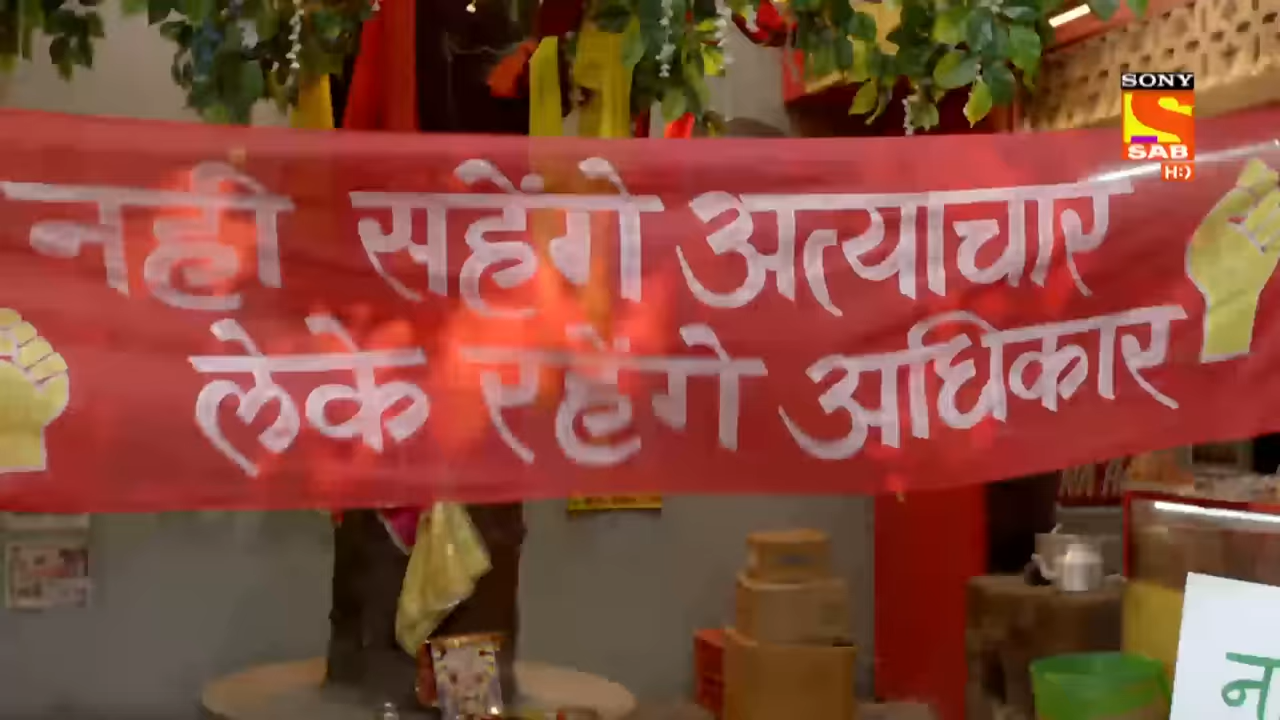 SONY
SAB
HD
नही सहेंगे अत्याचार
लेके रहेंगे अधिकार
न